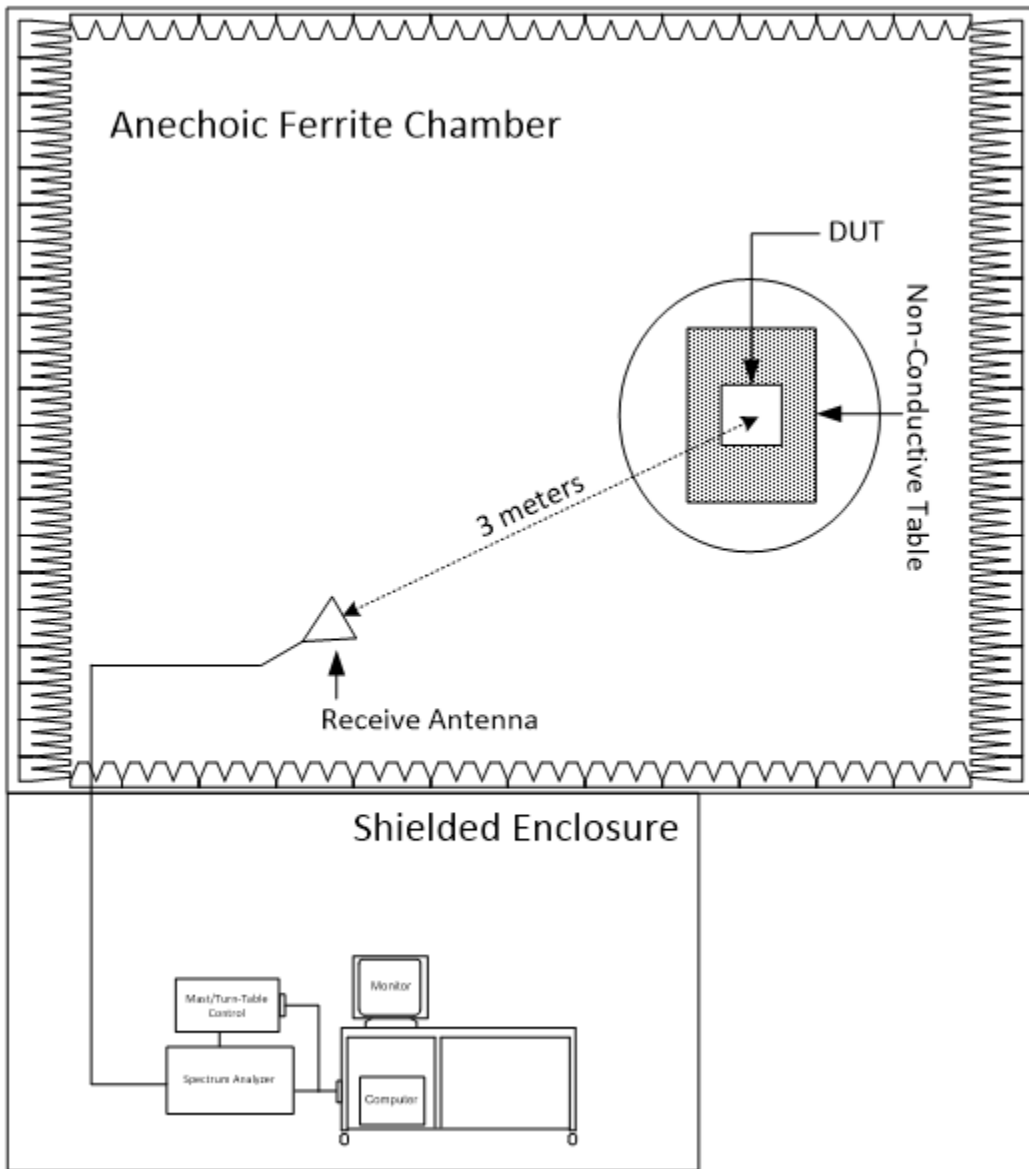 Anechoic Ferrite Chamber
DUT
Non-Conductive Table
3 meters
Receive Antenna
Shielded Enclosure
Monitor
Mast/Turn-Table
Control
Spectrum Analyzer
Computer